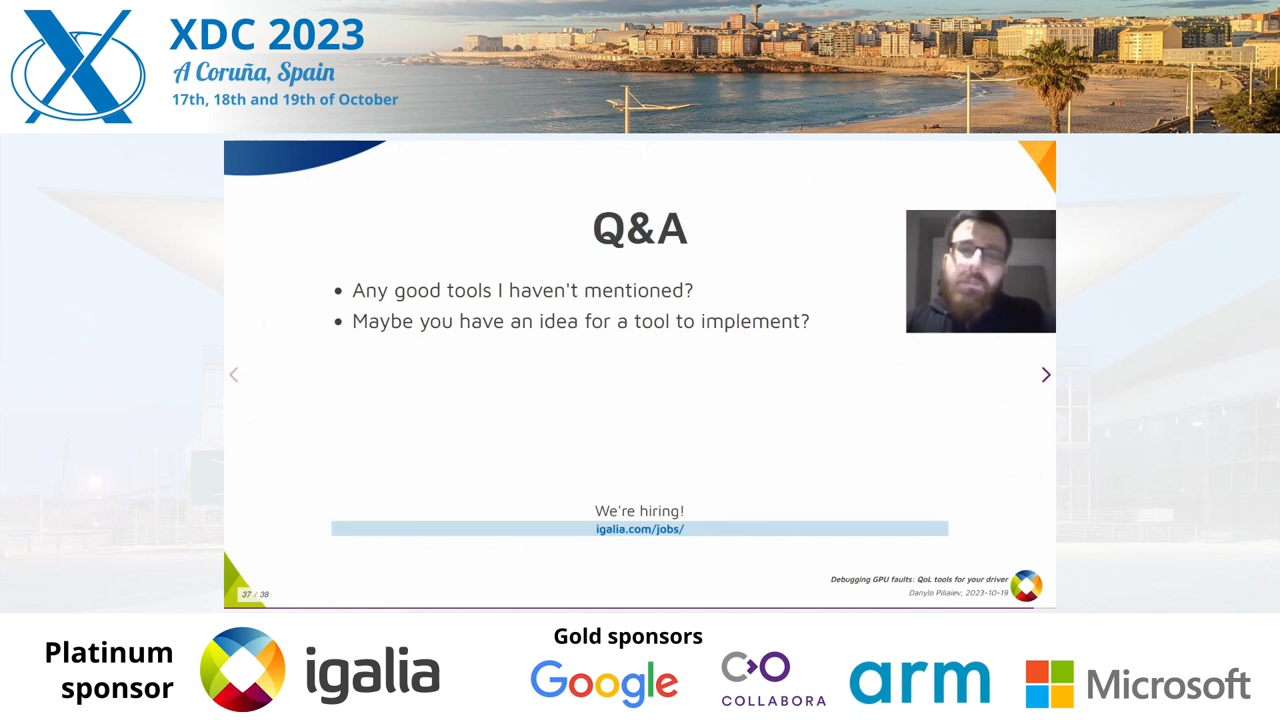 XDC 2023
A Coruña, Spain
17th, 18th and 19th of October
Q&A
Any good tools I haven't mentioned?
Maybe you have an idea for a tool to implement?
We're hiring!
igalia.com/jobs/
Debugging GPU faults: QoL tools for your driver
Danylo Piliaiev, 2023-10-19
37 / 38
Platinum
sponsor
igalia
Gold sponsors
Google
COLLABORA
arm
Microsoft